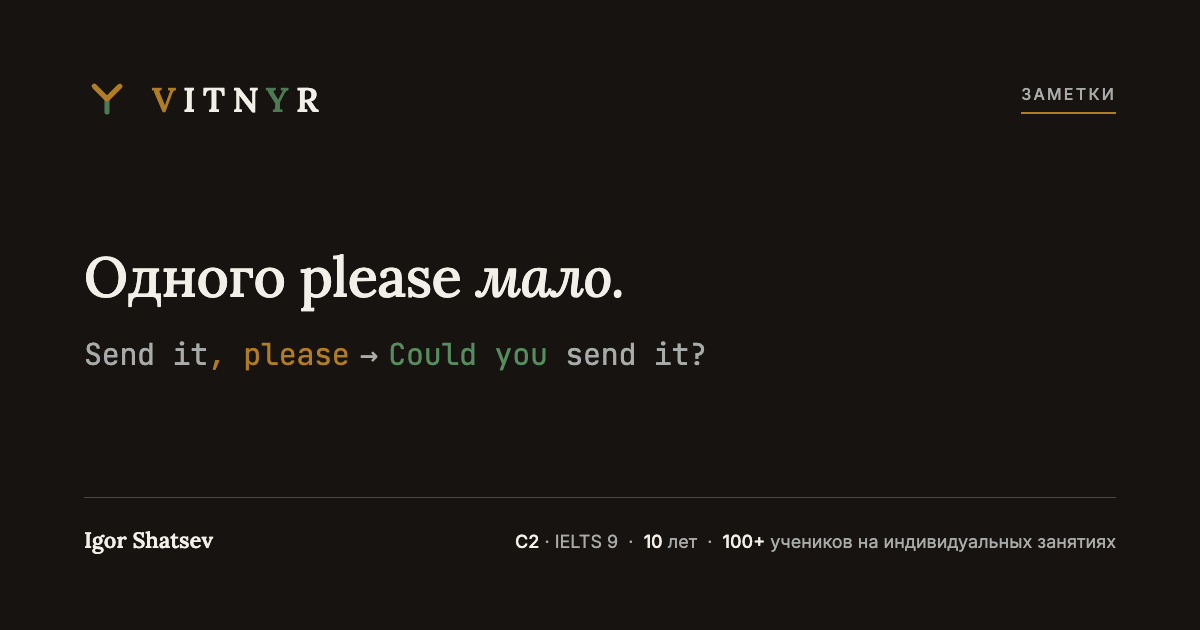 VITNYR
ЗАМЕТКИ
Одного please мало.
Send it, please → Could you send it?
Igor Shatsev
C2 · IELTS 9 · 10 лет · 100+ учеников на индивидуальных занятиях